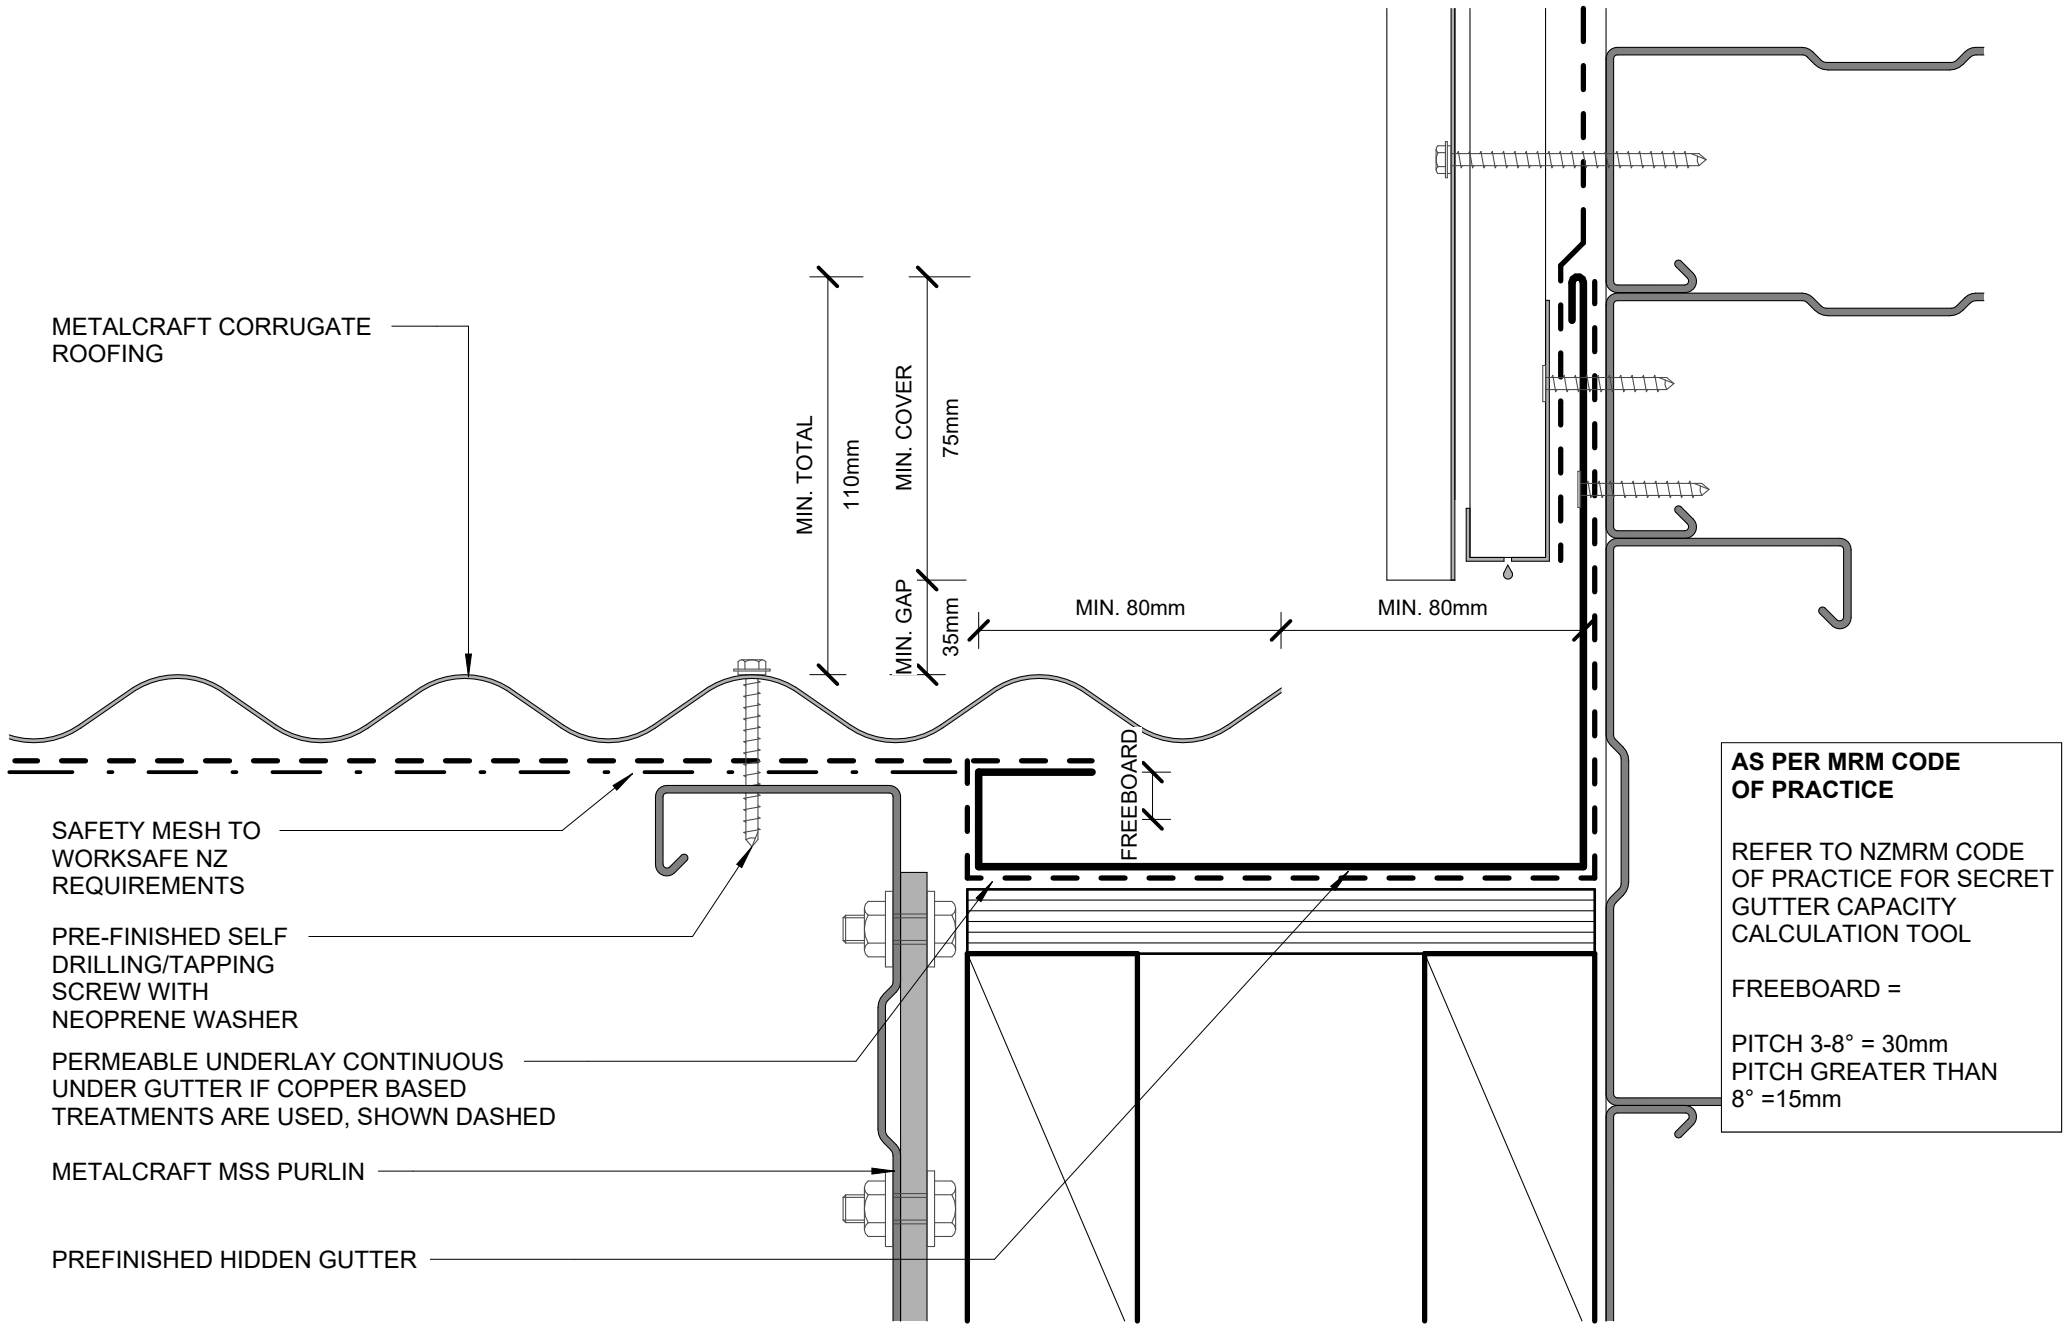 METALCRAFT CORRUGATE
ROOFING
MIN. TOTAL
110mm
MIN. COVER
75mm
MIN. GAP
35mm
MIN. 80mm
MIN. 80mm
FREEBOARD
SAFETY MESH TO
WORKSAFE NZ
REQUIREMENTS
PRE-FINISHED SELF
DRILLING/TAPPING
SCREW WITH
NEOPRENE WASHER
PERMEABLE UNDERLAY CONTINUOUS
UNDER GUTTER IF COPPER BASED
TREATMENTS ARE USED, SHOWN DASHED
METALCRAFT MSS PURLIN
PREFINISHED HIDDEN GUTTER
AS PER MRM CODE
OF PRACTICE
REFER TO NZMRM CODE
OF PRACTICE FOR SECRET
GUTTER CAPACITY
CALCULATION TOOL
FREEBOARD =
PITCH 3-8° = 30mm
PITCH GREATER THAN
8° =15mm